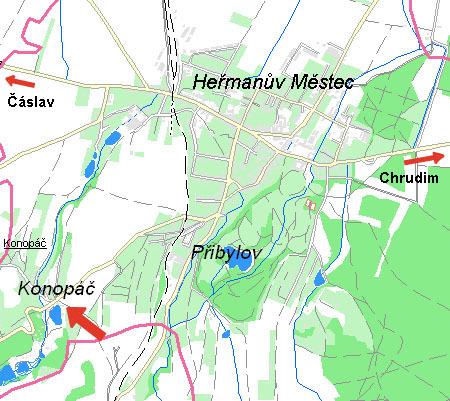 Heřmanův Městec
Čáslav
Chrudim
Konopáč
Přibylov
Konopáč